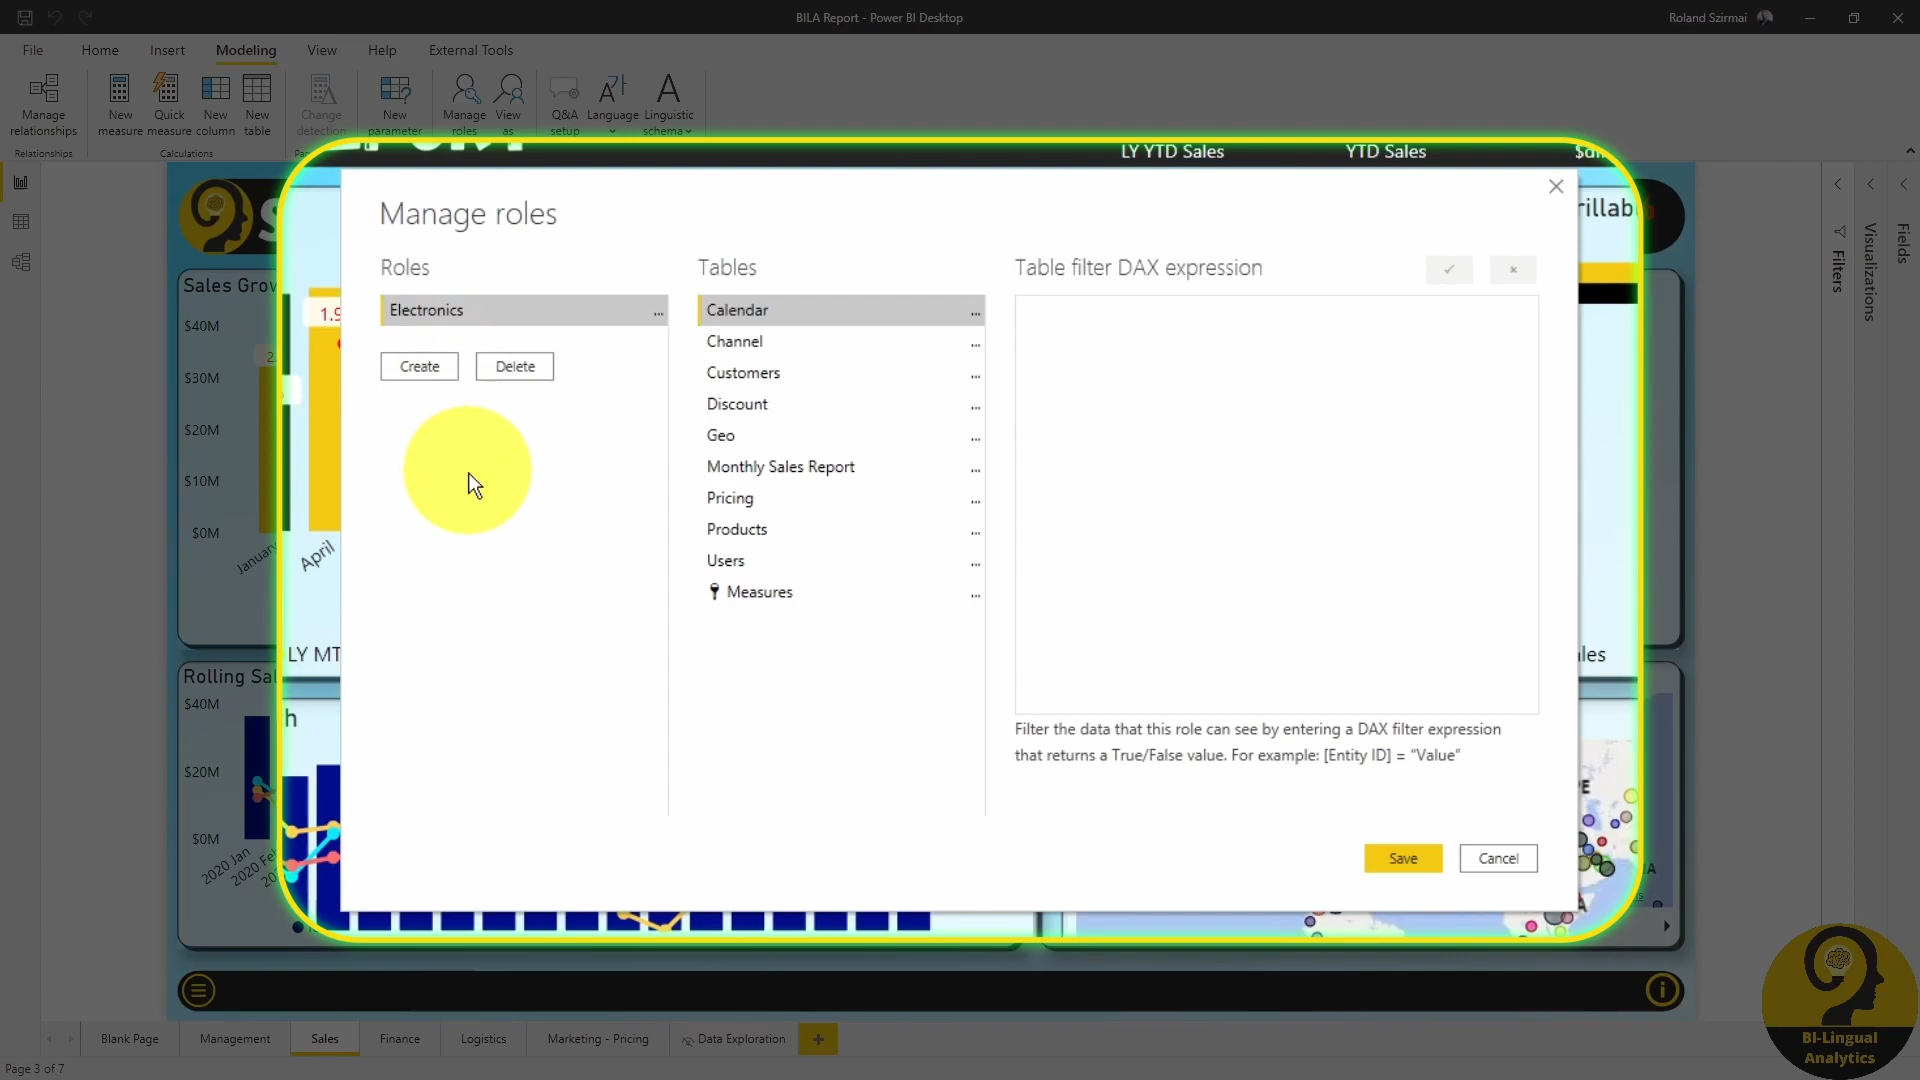 BILA Report - Power BI Desktop
Roland Szirmai
File
Home
Insert
Modeling
View
Help
External Tools
Manage
relationships
New
measure
Quick
measure
New
column
New
table
Change
detection
New
parameter
Manage
roles
View
as
Q&A
setup
Language
Linguistic
schema
Relationships
Calculations
LY YTD Sales
YTD Sales
Manage roles
Roles
Tables
Table filter DAX expression
Electronics
...
Create
Delete
Calendar
...
Channel
...
Customers
...
Discount
...
Geo
...
Monthly Sales Report
...
Pricing
...
Products
...
Users
...
Measures
...
Filter the data that this role can see by entering a DAX filter expression
that returns a True/False value. For example: [Entity ID] = "Value"
Save
Cancel
Filters
Visualizations
Fields
$40M
$30M
$20M
$10M
$0M
January
April
LY MT
$40M
$20M
$0M
2020 Jan
Blank Page
Management
Sales
Finance
Logistics
Marketing - Pricing
Data Exploration
+
Page 3 of 7
BI-Lingual
Analytics